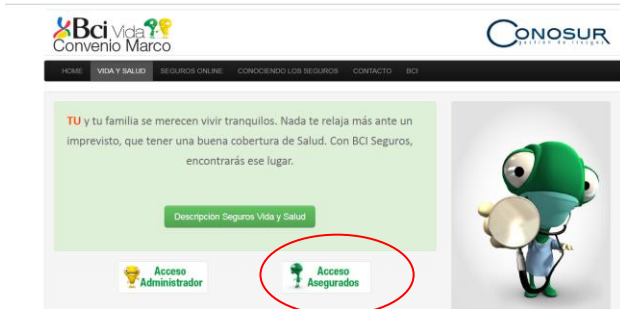 Bci Vida
Convenio Marco
CONOSUR
gestión de riesgos
HOME VIDA Y SALUD SEGUROS ONLINE CONOCIENDO LOS SEGUROS CONTACTO BCI
TU y tu familia se merecen vivir tranquilos. Nada te relaja más ante un
imprevisto, que tener una buena cobertura de Salud. Con BCI Seguros,
encontrarás ese lugar.
Descripción Seguros Vida y Salud
Acceso
Administrador
Acceso
Asegurados